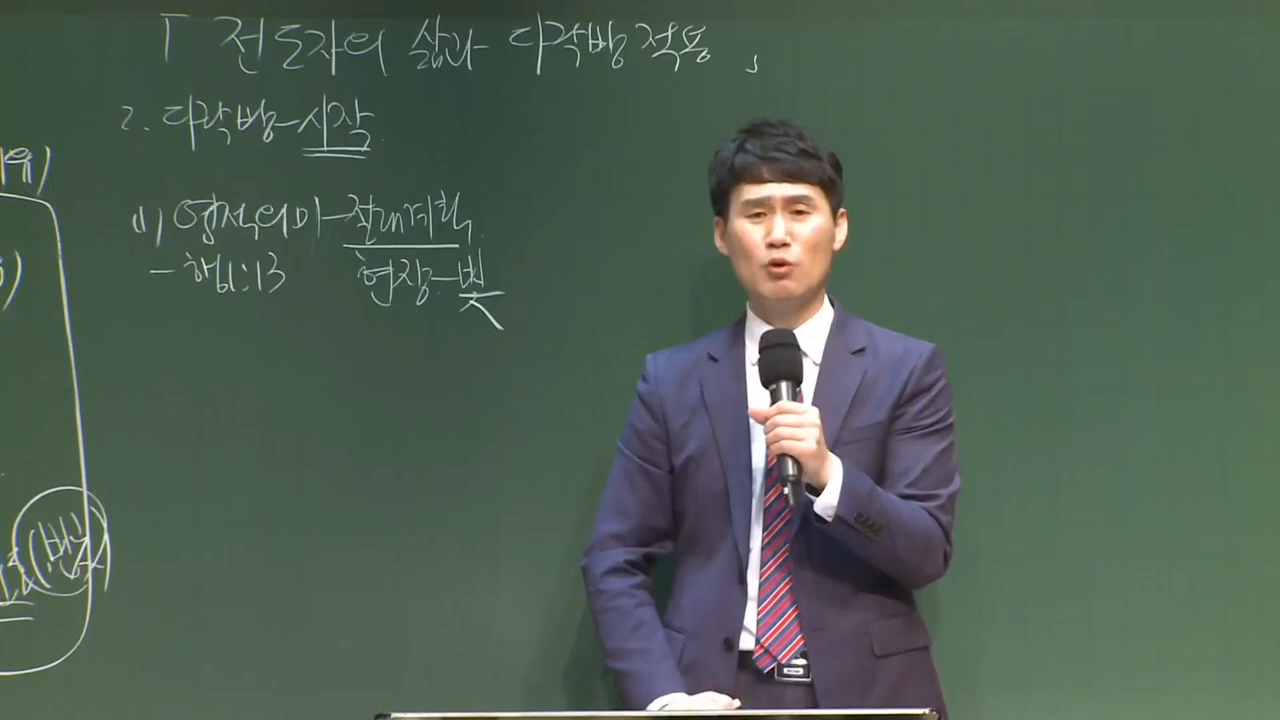 「전도자의 삶과 다락방 적용」
2. 다락방-시작
(1) 영적의미-절대계획
- 행1:13 현장-빛